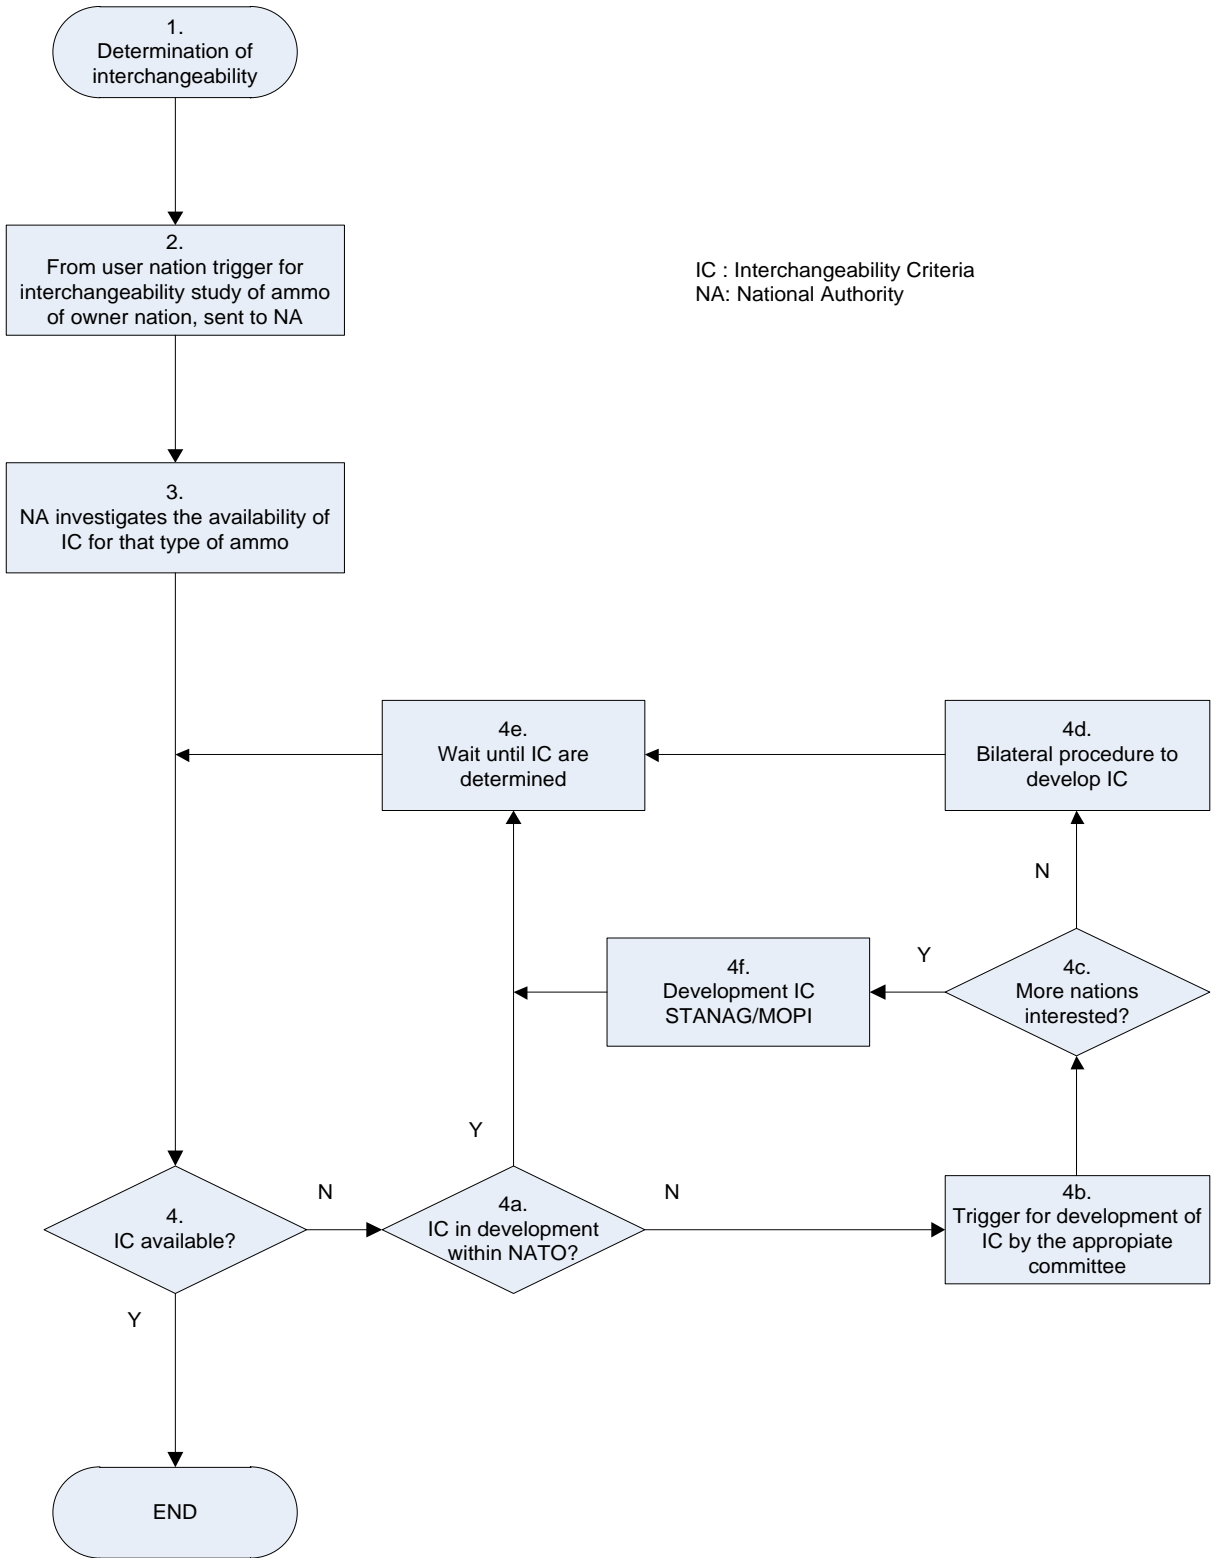 1.
Determination of
interchangeability
2.
From user nation trigger for
interchangeability study of ammo
of owner nation, sent to NA
IC : Interchangeability Criteria
NA: National Authority
3.
NA investigates the availability of
IC for that type of ammo
4e.
Wait until IC are
determined
4d.
Bilateral procedure to
develop IC
N
Y
4f.
Development IC
STANAG/MOPI
4c.
More nations
interested?
Y
N
N
4.
IC available?
4a.
IC in development
within NATO?
4b.
Trigger for development of
IC by the appropiate
committee
Y
END